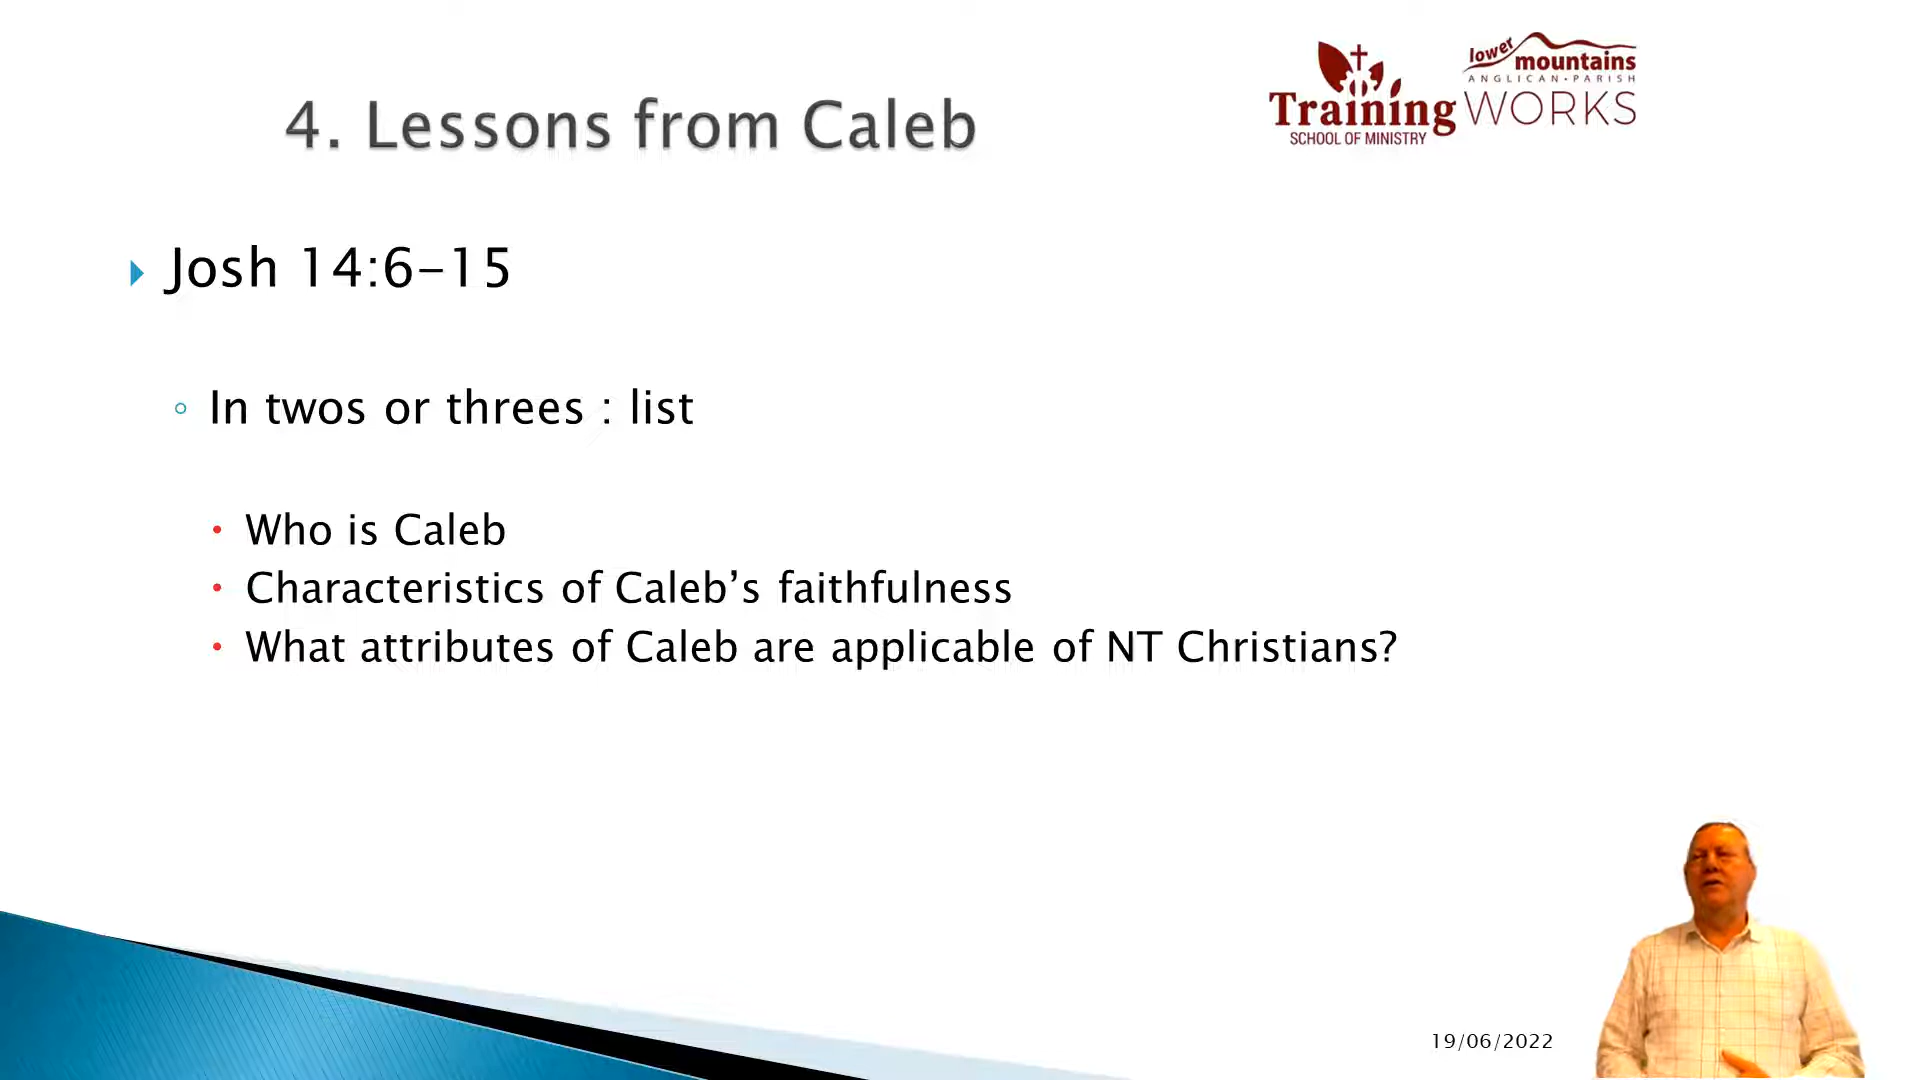 4. Lessons from Caleb
Training
SCHOOL OF MINISTRY
lower
mountains
ANGLICAN·PARISH
WORKS
Josh 14:6-15
In twos or threes : list
Who is Caleb
Characteristics of Caleb’s faithfulness
What attributes of Caleb are applicable of NT Christians?
19/06/2022